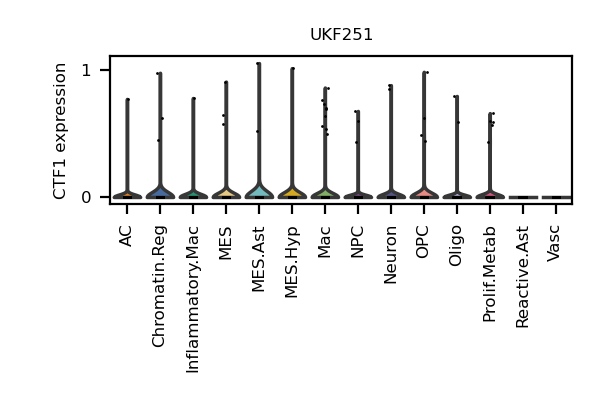 UKF251
CTF1 expression
1
0
AC
Chromatin.Reg
Inflammatory.Mac
MES
MES.Ast
MES.Hyp
Mac
NPC
Neuron
OPC
Oligo
Prolif.Metab
Reactive.Ast
Vasc